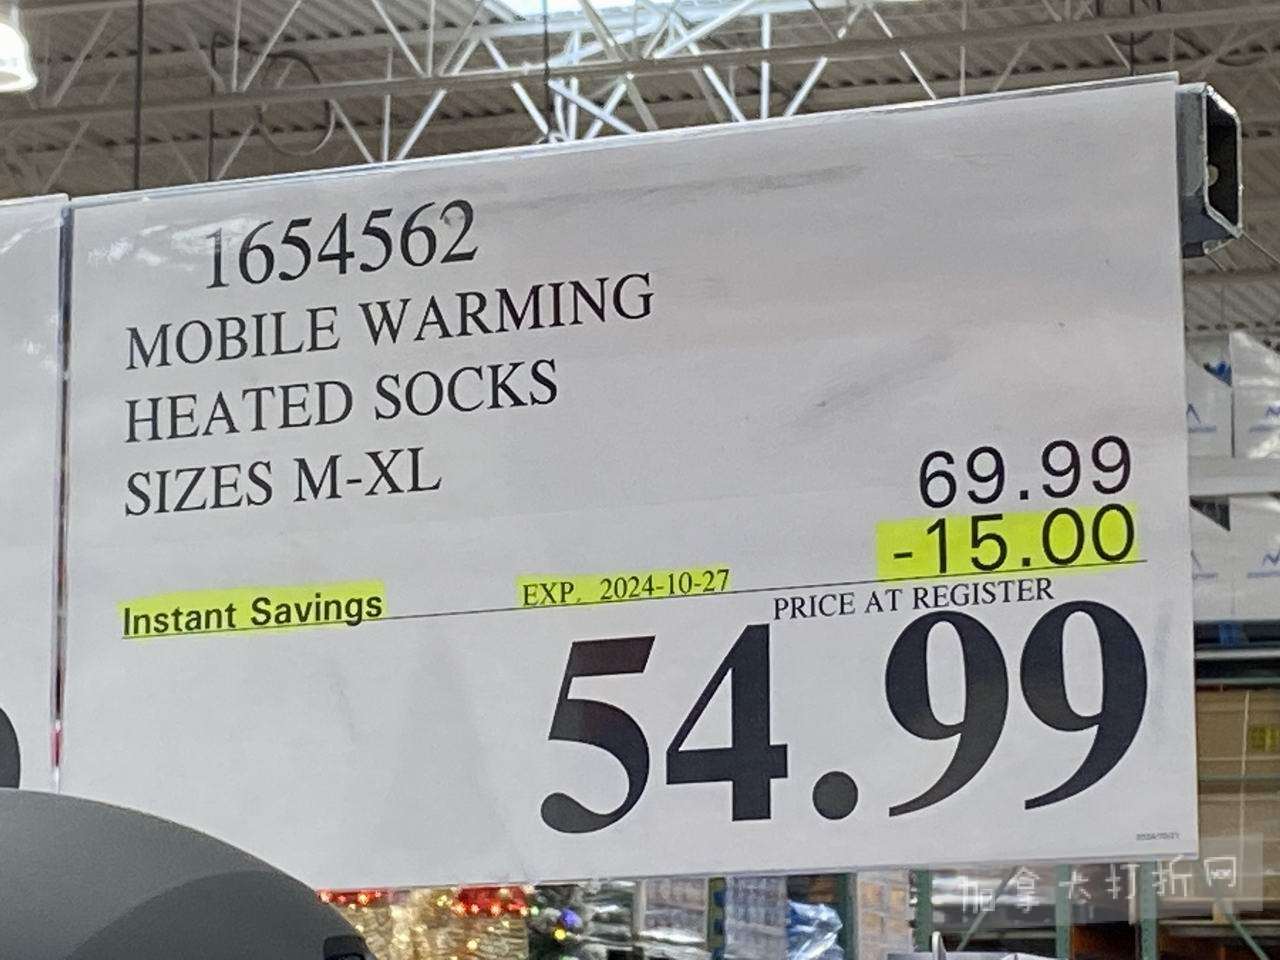 1654562
MOBILE WARMING
HEATED SOCKS
SIZES M-XL
69.99
-15.00
Instant Savings EXP. 2024-10-27
PRICE AT REGISTER
54.99
加拿大打折网